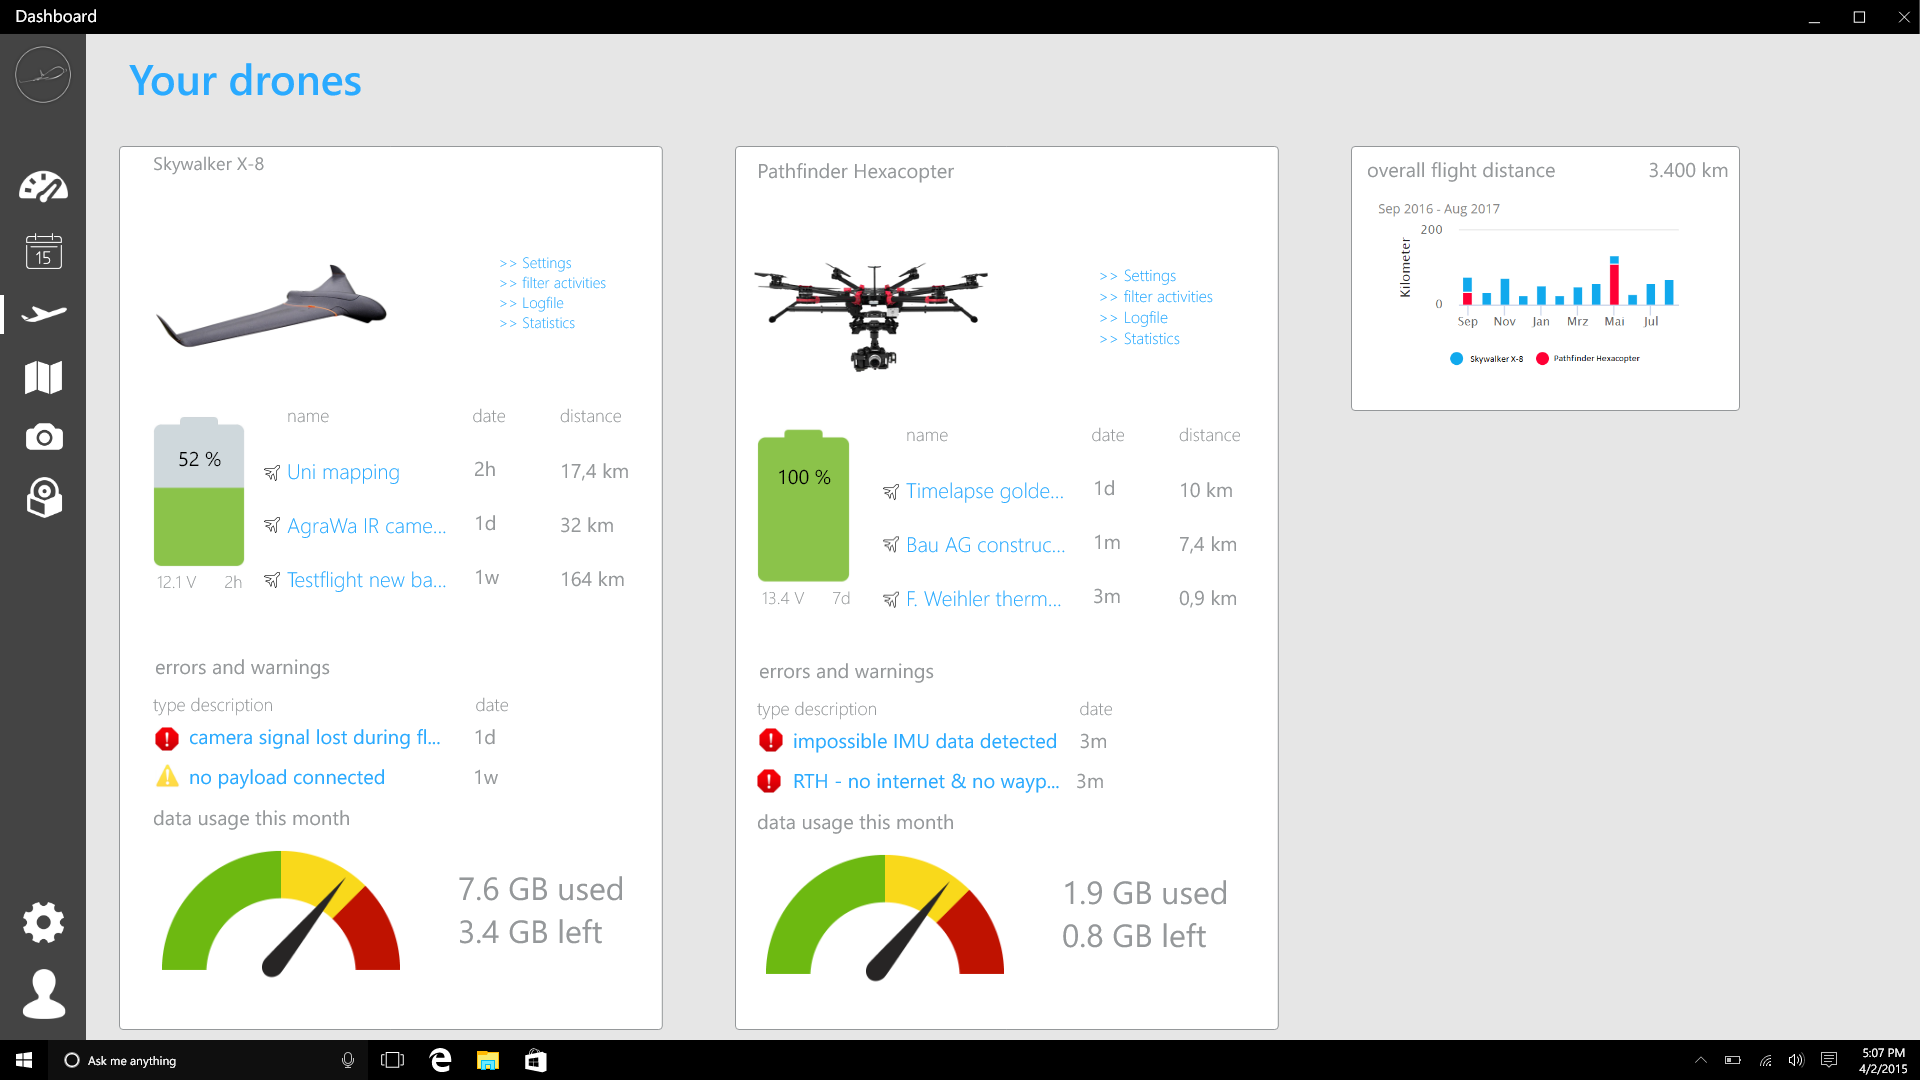 Dashboard
Your drones
15
Skywalker X-8
>> Settings
>> filter activities
>> Logfile
>> Statistics
name date distance
52 %
Uni mapping 2h 17,4 km
AgraWa IR came... 1d 32 km
Testflight new ba... 1w 164 km
12.1 V 2h
errors and warnings
type description date
camera signal lost during fl... 1d
no payload connected 1w
data usage this month
7.6 GB used
3.4 GB left
Pathfinder Hexacopter
>> Settings
>> filter activities
>> Logfile
>> Statistics
name date distance
100 %
Timelapse golde... 1d 10 km
Bau AG construc... 1m 7,4 km
F. Weihler therm... 3m 0,9 km
13.4 V 7d
errors and warnings
type description date
impossible IMU data detected 3m
RTH - no internet & no wayp... 3m
data usage this month
1.9 GB used
0.8 GB left
overall flight distance 3.400 km
Sep 2016 - Aug 2017
200
Kilometer
0
Sep Nov Jan Mrz Mai Jul
Skywalker X-8 Pathfinder Hexacopter
Ask me anything
5:07 PM
4/2/2015